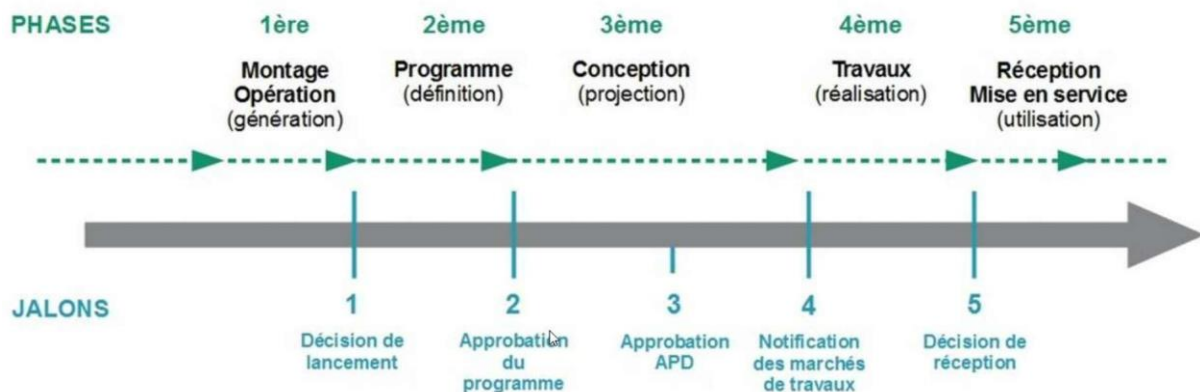 PHASES 1ère 2ème 3ème 4ème 5ème
Montage Programme Conception Travaux Réception
Opération (définition) (projection) (réalisation) Mise en service
(génération) (utilisation)
JALONS 1 2 3 4 5
Décision de Approbation Approbation Notification Décision de
lancement du APD des marchés réception
programme de travaux